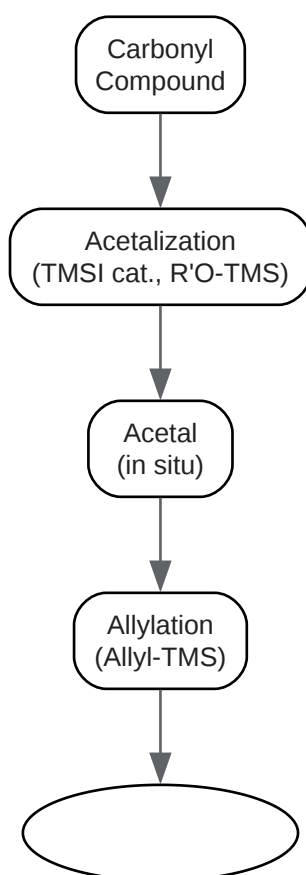 Carbonyl
Compound
Acetalization
(TMSI cat., R'O-TMS)
Acetal
(in situ)
Allylation
(Allyl-TMS)